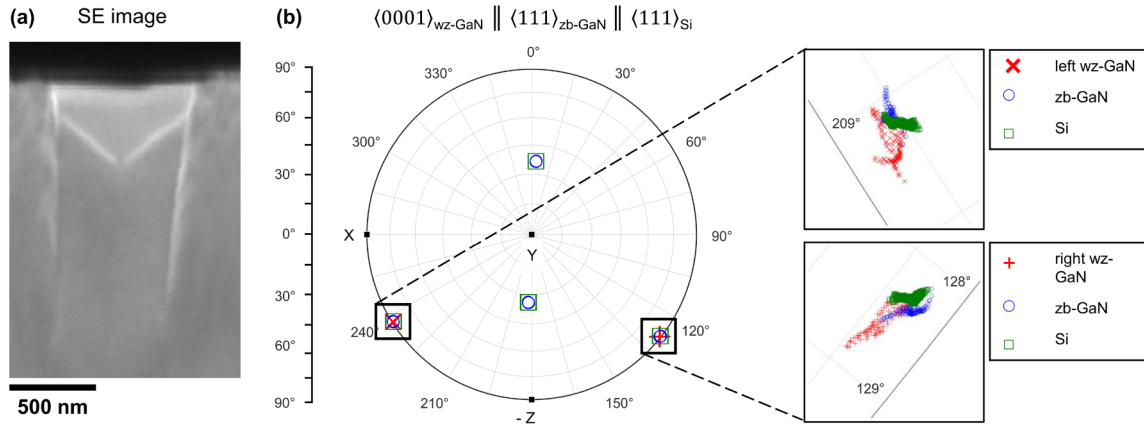 (a)
SE image
500 nm
(b)
⟨0001⟩wz-GaN ∥ ⟨111⟩zb-GaN ∥ ⟨111⟩Si
90°
60°
30°
0°
30°
60°
90°
0°
30°
60°
90°
120°
150°
210°
240°
300°
330°
X
Y
- Z
209°
left wz-GaN
zb-GaN
Si
128°
129°
right wz-
GaN
zb-GaN
Si